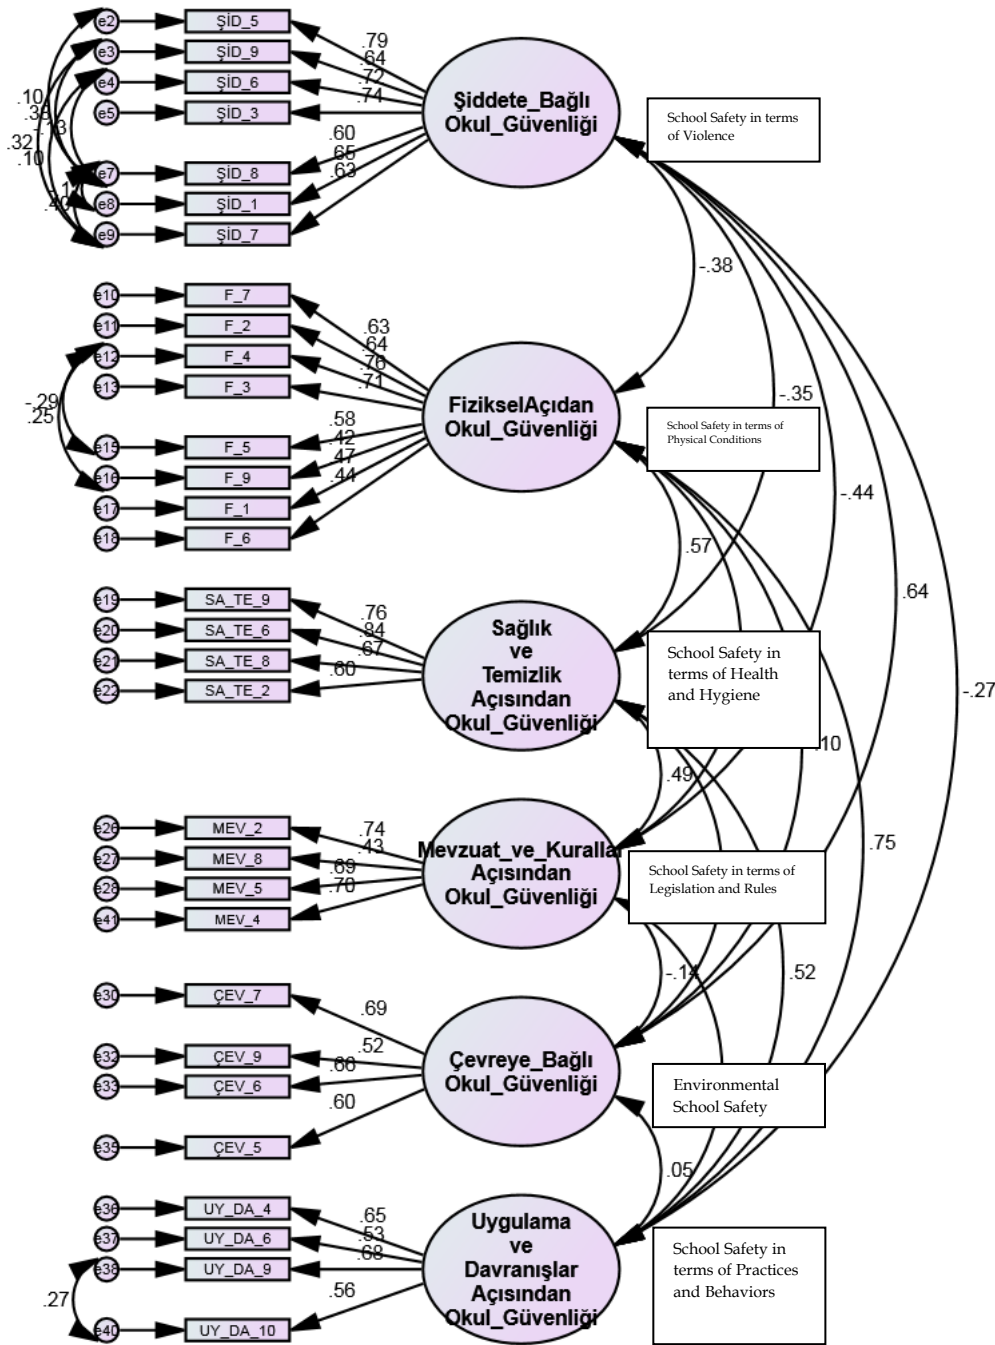 e2
ŞİD_5
e3
ŞİD_9
e4
ŞİD_6
e5
ŞİD_3
e7
ŞİD_8
e8
ŞİD_1
e9
ŞİD_7
.79
.64
.72
.74
.60
.65
.63
.10
.32
.10
Şiddete_Bağlı
Okul_Güvenliği
School Safety in terms
of Violence
-.38
e10
F_7
e11
F_2
e12
F_4
e13
F_3
e15
F_5
e16
F_9
e17
F_1
e18
F_6
.63
.64
.76
.71
.58
.42
.47
.44
-.29
.25
FizikselAçıdan
Okul_Güvenliği
School Safety in terms of
Physical Conditions
-.35
-.44
.57
.64
-.27
e19
SA_TE_9
e20
SA_TE_6
e21
SA_TE_8
e22
SA_TE_2
.76
.84
.67
.60
Sağlık
ve
Temizlik
Açısından
Okul_Güvenliği
School Safety in
terms of Health
and Hygiene
.10
.49
.75
e26
MEV_2
e27
MEV_8
e28
MEV_5
e41
MEV_4
.74
.43
.69
.70
Mevzuat_ve_Kurallar
Açısından
Okul_Güvenliği
School Safety in terms of
Legislation and Rules
-.14
.52
e30
ÇEV_7
e32
ÇEV_9
e33
ÇEV_6
e35
ÇEV_5
.69
.52
.60
Çevreye_Bağlı
Okul_Güvenliği
Environmental
School Safety
.05
e36
UY_DA_4
e37
UY_DA_6
e38
UY_DA_9
e40
UY_DA_10
.65
.53
.68
.56
.27
Uygulama
ve
Davranışlar
Açısından
Okul_Güvenliği
School Safety in
terms of Practices
and Behaviors